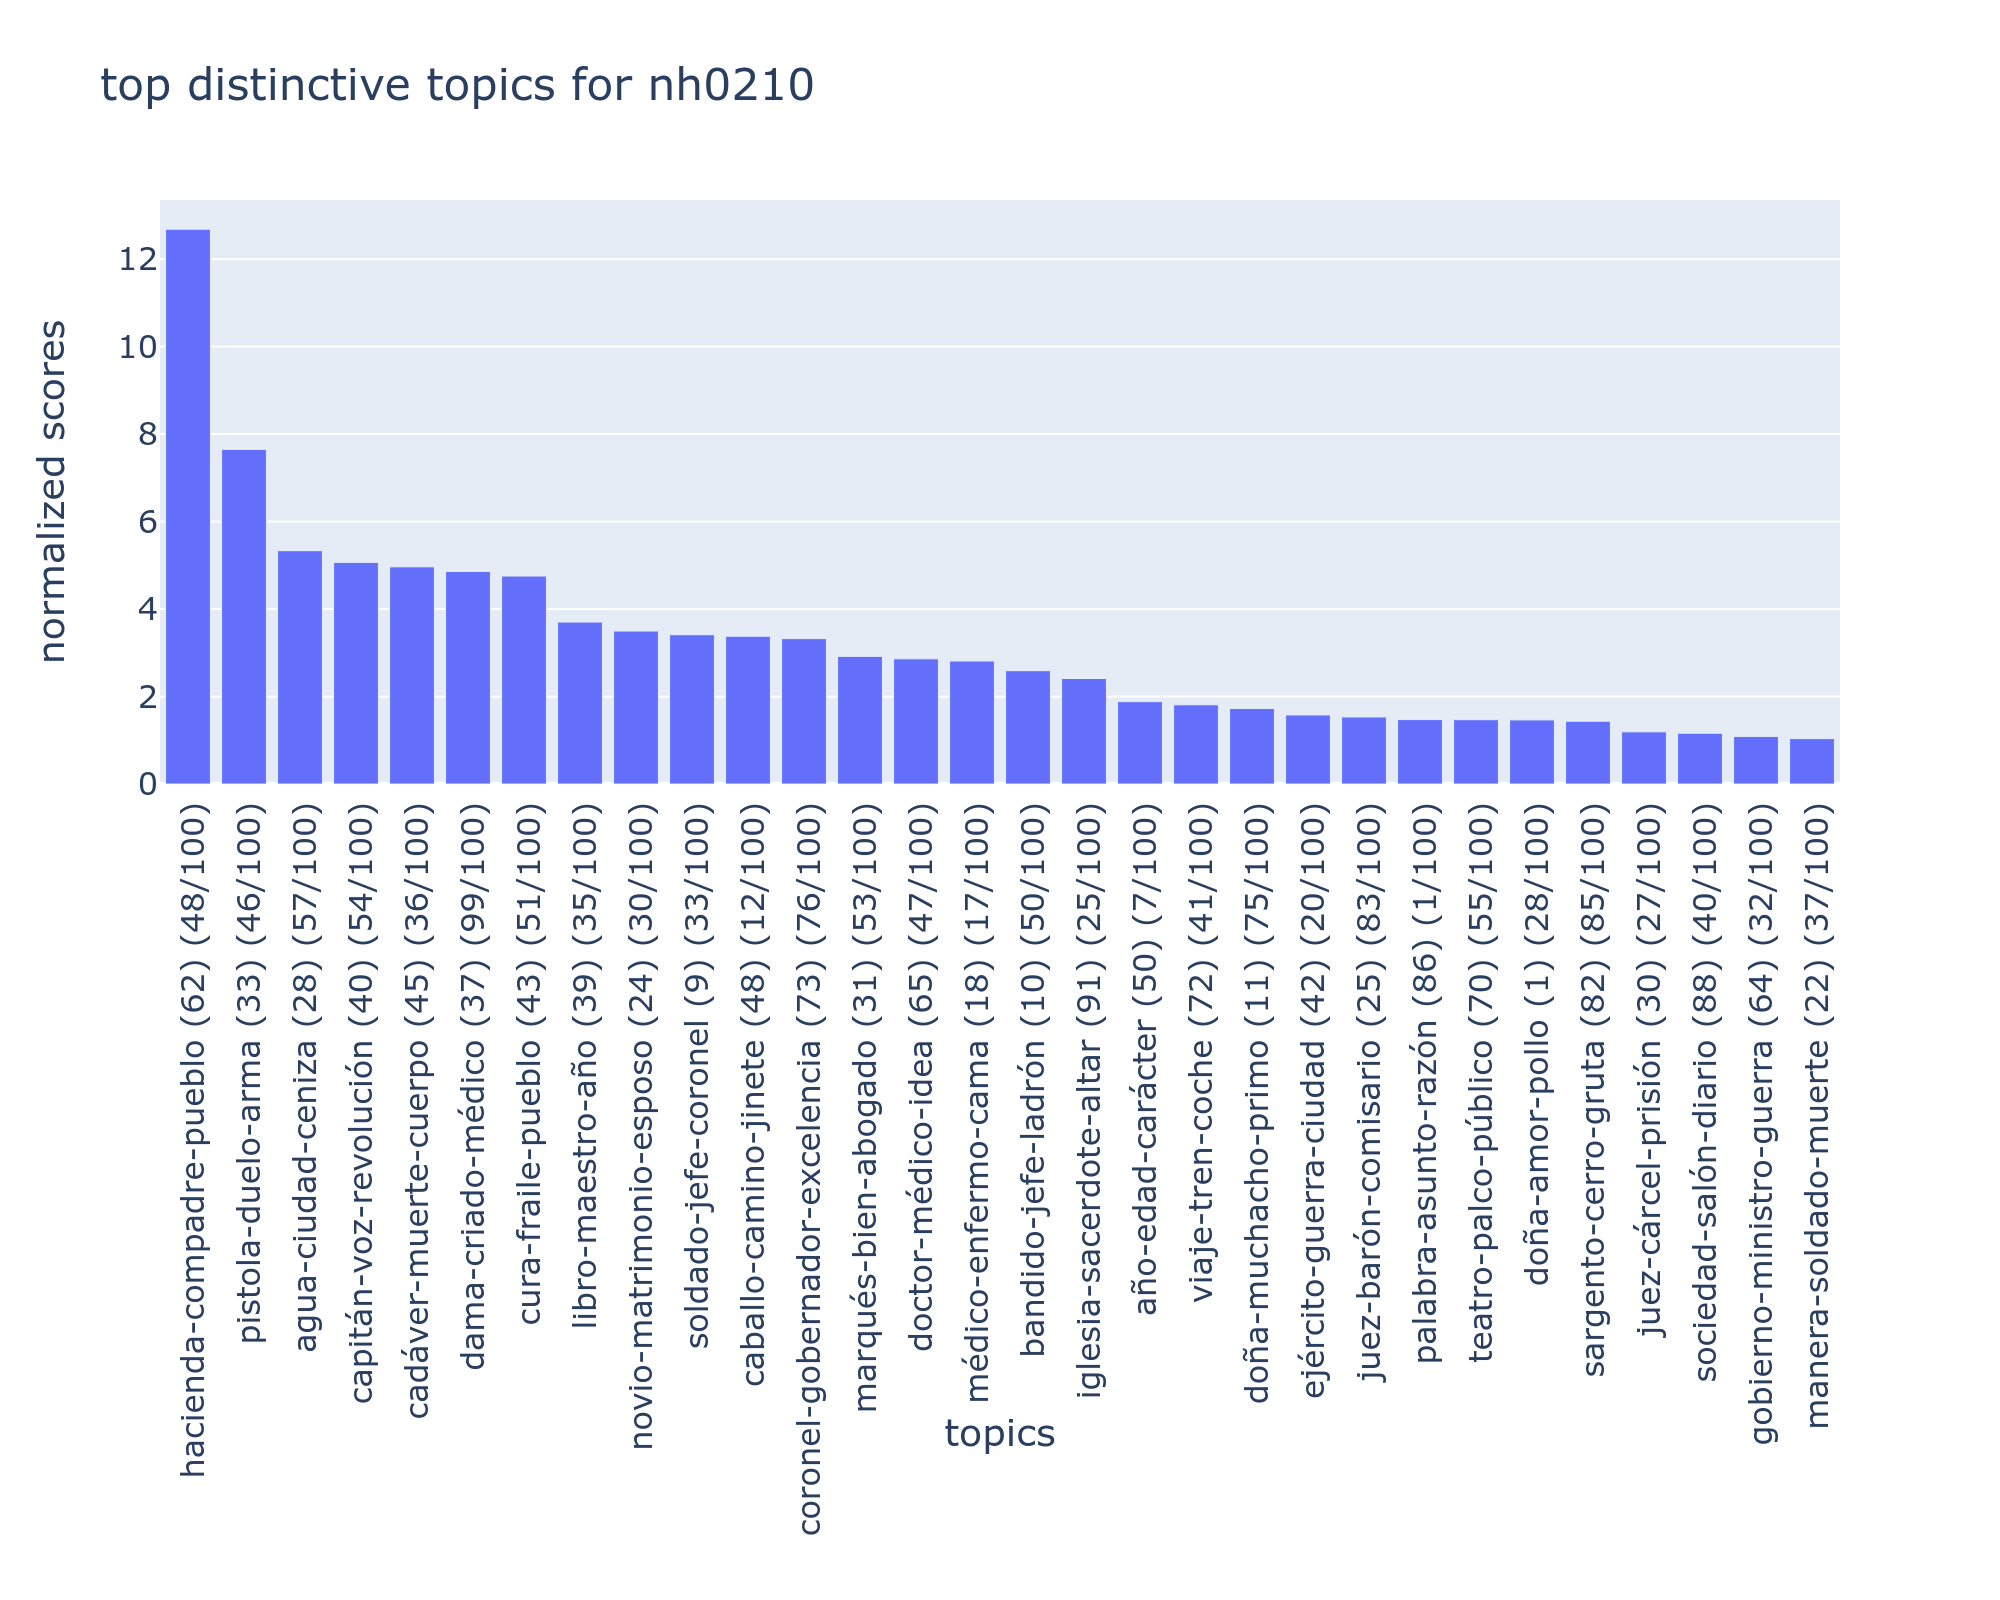 top distinctive topics for nh0210
normalized scores
12
10
8
6
4
2
0
hacienda-compadre-pueblo (62) (48/100)
pistola-duelo-arma (33) (46/100)
agua-ciudad-ceniza (28) (57/100)
capitán-voz-revolución (40) (54/100)
cadáver-muerte-cuerpo (45) (36/100)
dama-criado-médico (37) (99/100)
cura-fraile-pueblo (43) (51/100)
libro-maestro-año (39) (35/100)
novio-matrimonio-esposo (24) (30/100)
soldado-jefe-coronel (9) (33/100)
caballo-camino-jinete (48) (12/100)
coronel-gobernador-excelencia (73) (76/100)
marqués-bien-abogado (31) (53/100)
doctor-médico-idea (65) (47/100)
médico-enfermo-cama (18) (17/100)
bandido-jefe-ladrón (10) (50/100)
iglesia-sacerdote-altar (91) (25/100)
año-edad-carácter (50) (7/100)
viaje-tren-coche (72) (41/100)
doña-muchacho-primo (11) (75/100)
ejército-guerra-ciudad (42) (20/100)
juez-barón-comisario (25) (83/100)
palabra-asunto-razón (86) (1/100)
teatro-palco-público (70) (55/100)
doña-amor-pollo (1) (28/100)
sargento-cerro-gruta (82) (85/100)
juez-cárcel-prisión (30) (27/100)
sociedad-salón-diario (88) (40/100)
gobierno-ministro-guerra (64) (32/100)
manera-soldado-muerte (22) (37/100)
topics